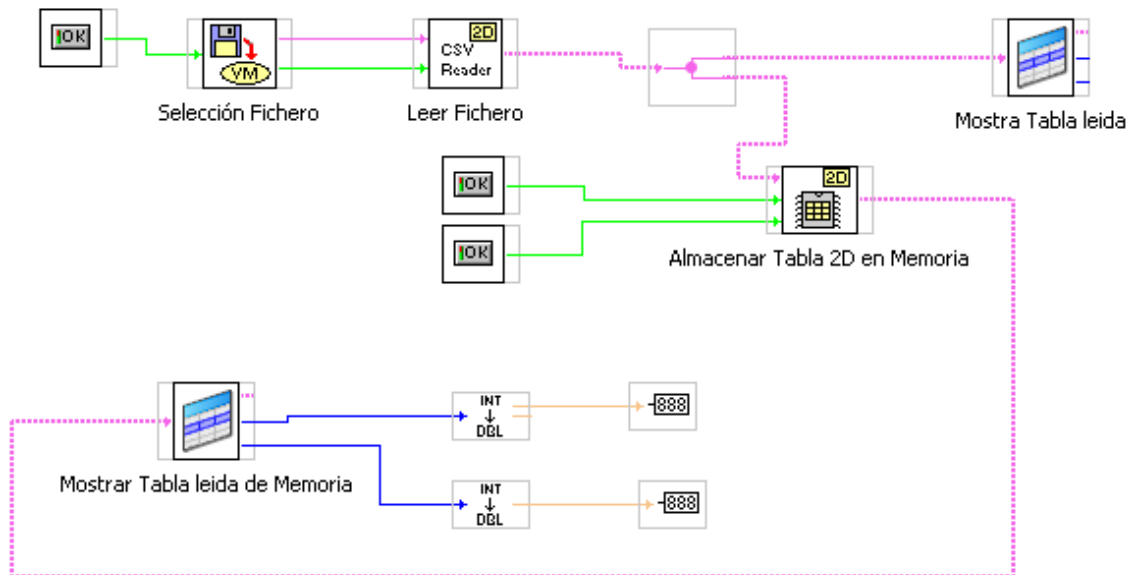 OK
VM
Selección Fichero
2D
CSV
Reader
Leer Fichero
Mostra Tabla leida
OK
OK
2D
Almacenar Tabla 2D en Memoria
Mostrar Tabla leida de Memoria
INT
DBL
-888
INT
DBL
-888